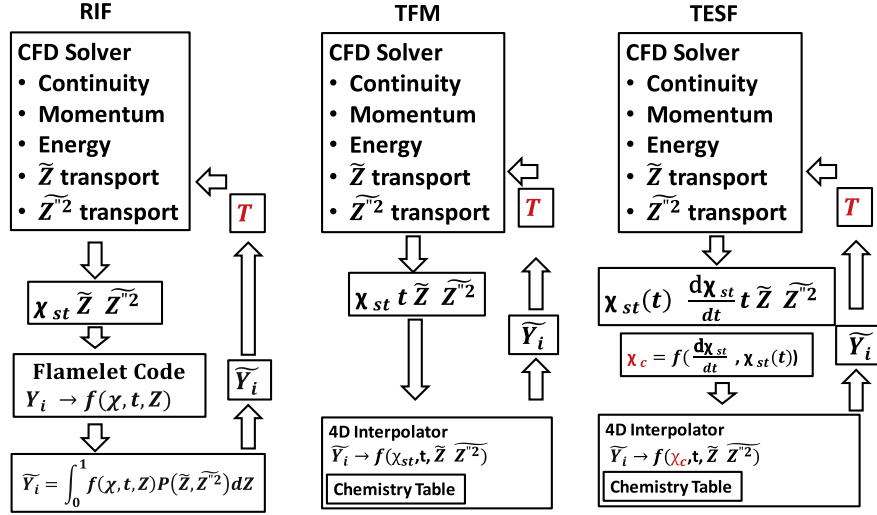 RIF
CFD Solver
• Continuity
• Momentum
• Energy
• Z̃ transport
• Z̃"² transport
T
χ st Z̃ Z̃"²
Flamelet Code
Y i → f(χ, t, Z)
Ỹi
Ỹi = ∫₀¹ f(χ, t, Z)P(Z̃, Z̃"²)dZ
TFM
CFD Solver
• Continuity
• Momentum
• Energy
• Z̃ transport
• Z̃"² transport
T
χ st t Z̃ Z̃"²
Ỹi
4D Interpolator
Ỹi → f(χst,t, Z̃ Z̃"²)
Chemistry Table
TESF
CFD Solver
• Continuity
• Momentum
• Energy
• Z̃ transport
• Z̃"² transport
T
χ st(t) dχ st/dt t Z̃ Z̃"²
χ c = f(dχ st/dt , χ st(t))
Ỹi
4D Interpolator
Ỹi → f(χc,t, Z̃ Z̃"²)
Chemistry Table